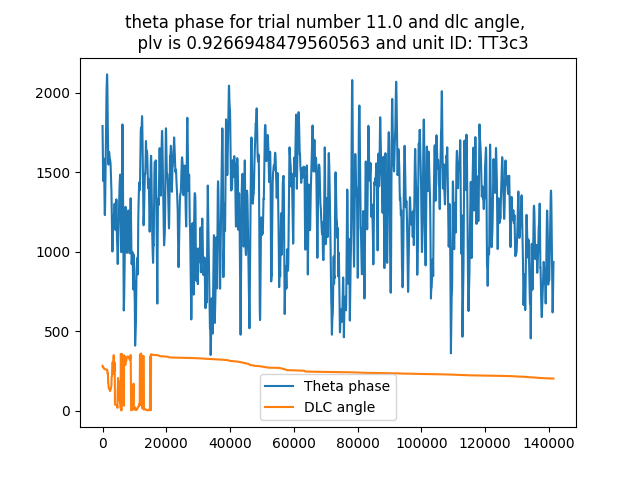 theta phase for trial number 11.0 and dlc angle,
plv is 0.9266948479560563 and unit ID: TT3c3
2000
1500
1000
500
0
Theta phase
DLC angle
0 20000 40000 60000 80000 100000 120000 140000